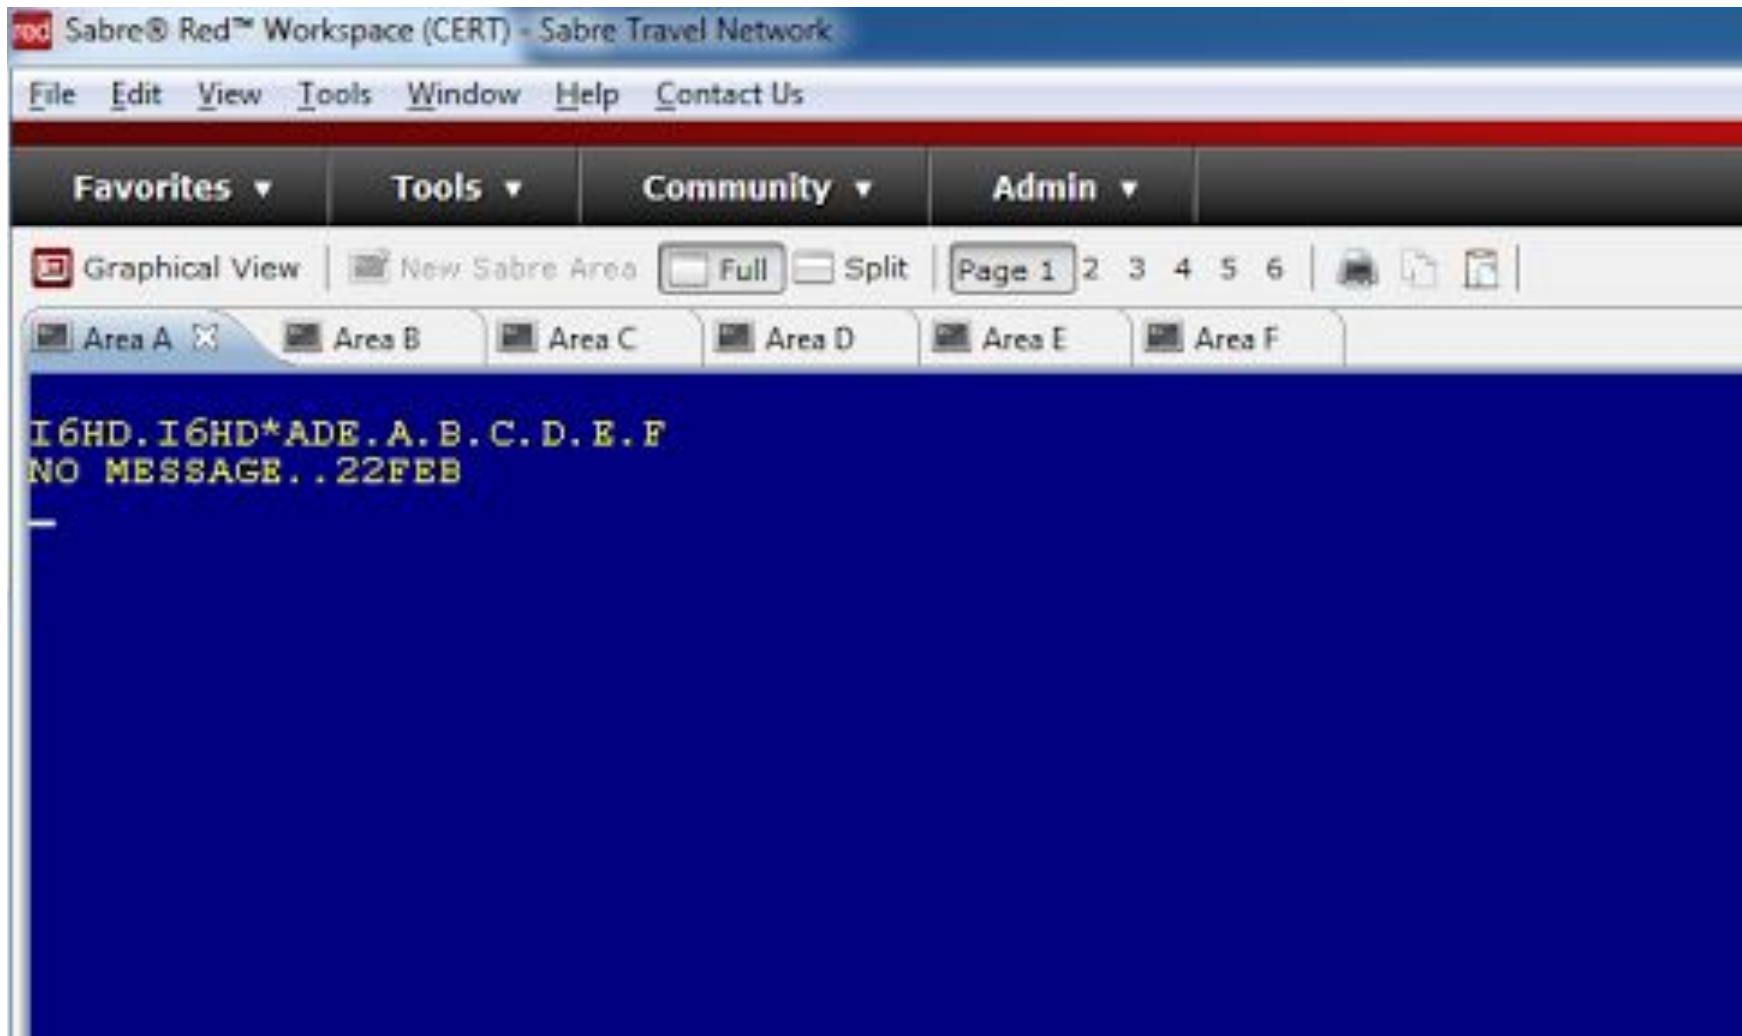 red Sabre® Red™ Workspace (CERT) - Sabre Travel Network
File Edit View Tools Window Help Contact Us
Favorites ▼ Tools ▼ Community ▼ Admin ▼
Graphical View New Sabre Area Full Split Page 1 2 3 4 5 6
Area A Area B Area C Area D Area E Area F
I6HD.I6HD*ADE.A.B.C.D.E.F
NO MESSAGE..22FEB